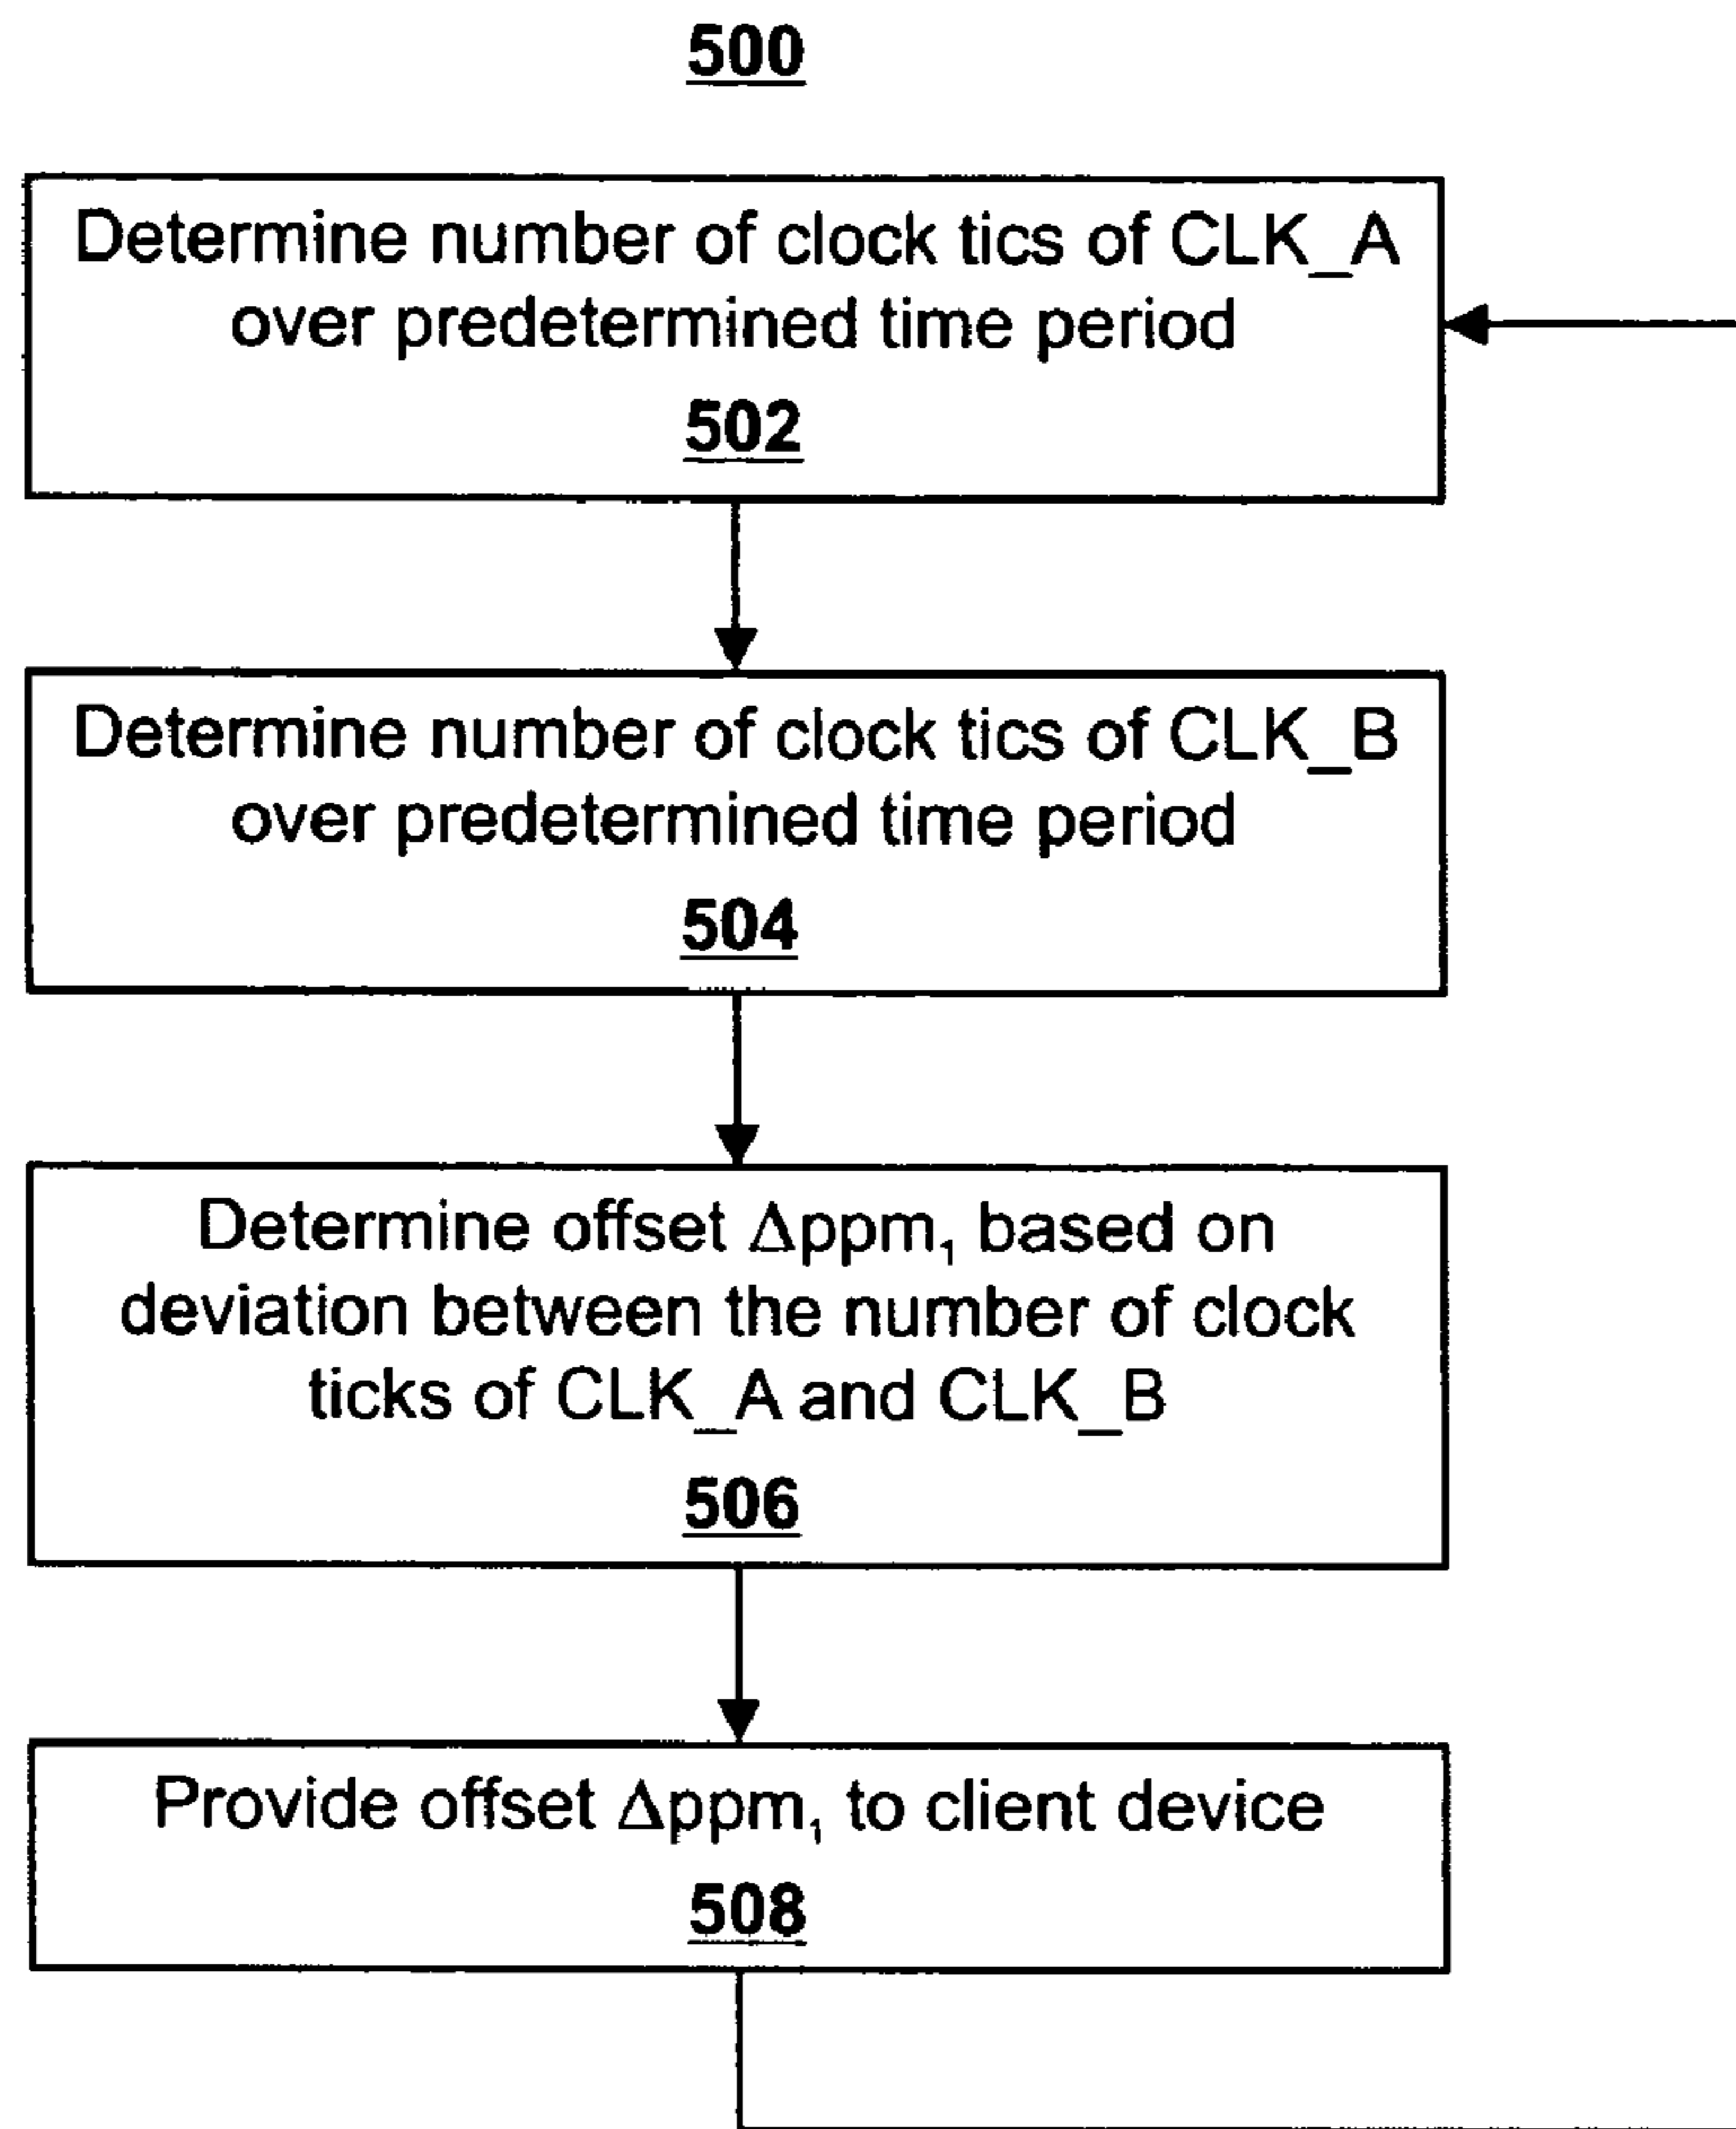 500
Determine number of clock tics of CLK_A
over predetermined time period
502
Determine number of clock tics of CLK_B
over predetermined time period
504
Determine offset Δppm₁ based on
deviation between the number of clock
ticks of CLK_A and CLK_B
506
Provide offset Δppm₁ to client device
508